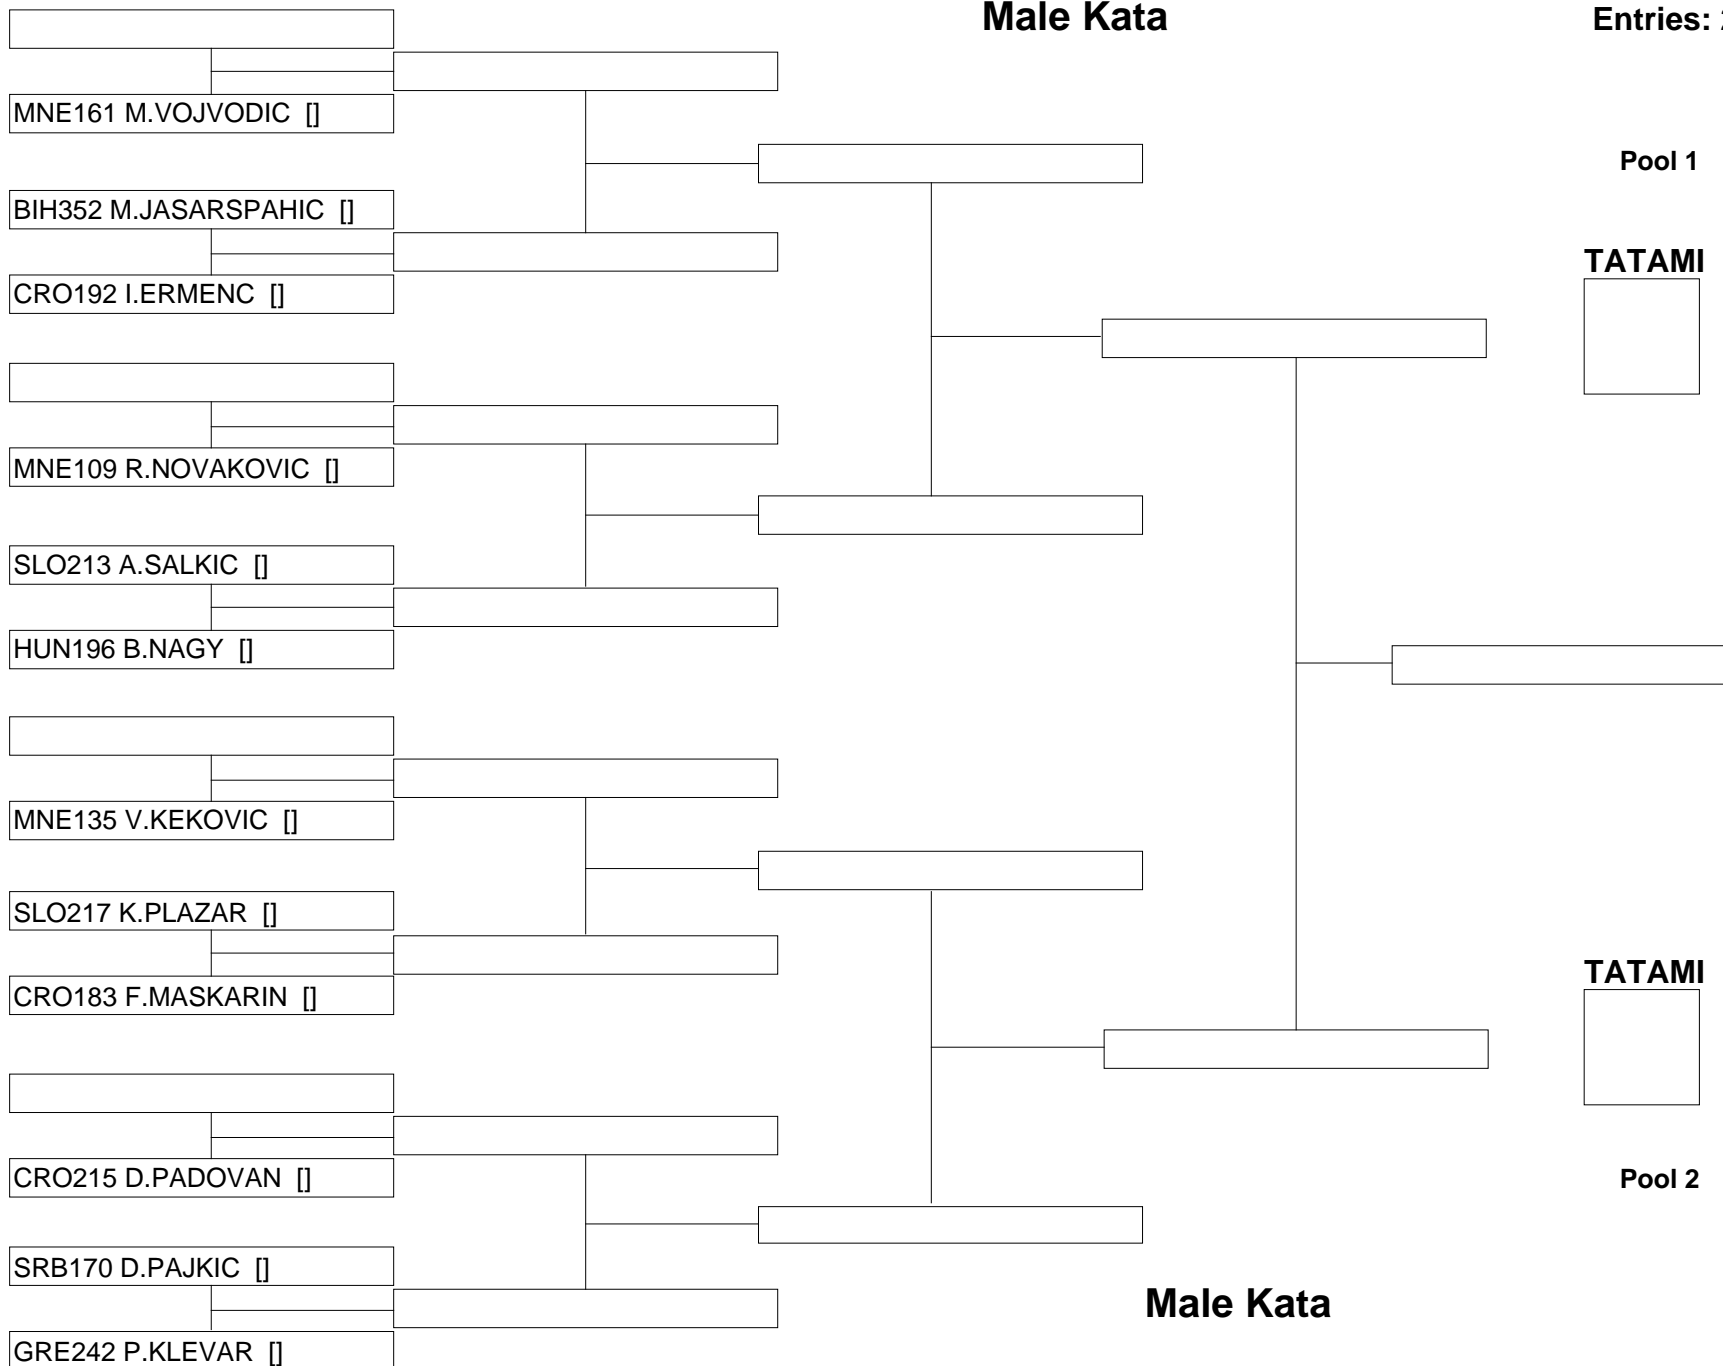 Male Kata
Entries:
MNE161 M.VOJVODIC []
Pool 1
BIH352 M.JASARSPAHIC []
TATAMI
CRO192 I.ERMENC []
MNE109 R.NOVAKOVIC []
SLO213 A.SALKIC []
HUN196 B.NAGY []
MNE135 V.KEKOVIC []
SLO217 K.PLAZAR []
TATAMI
CRO183 F.MASKARIN []
CRO215 D.PADOVAN []
Pool 2
SRB170 D.PAJKIC []
Male Kata
GRE242 P.KLEVAR []